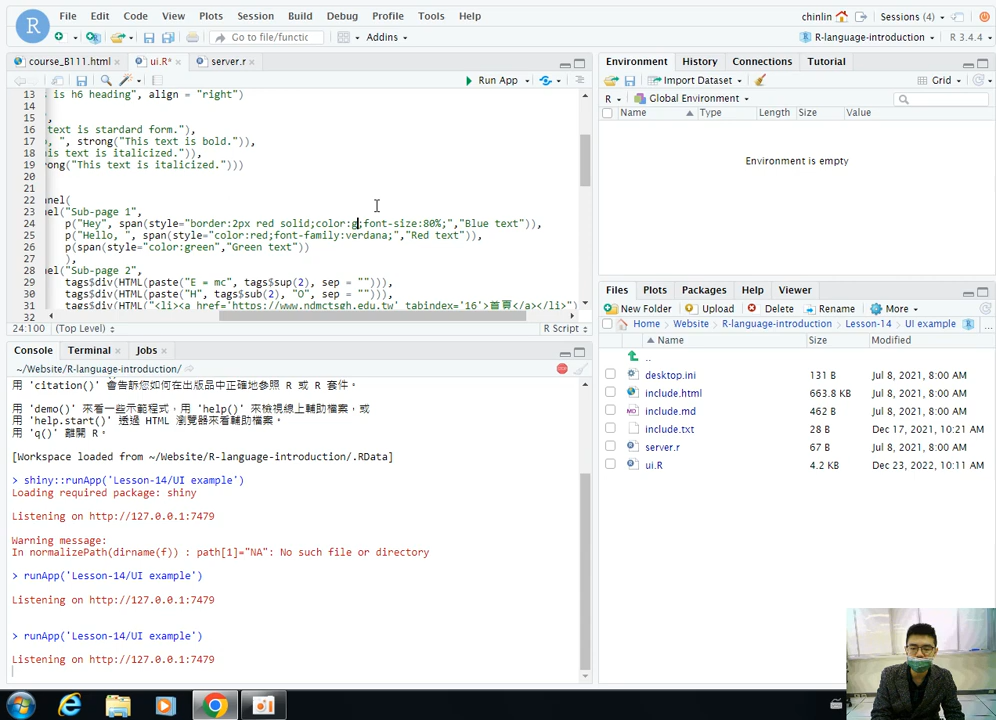 File Edit Code View Plots Session Build Debug Profile Tools Help
chinlin Sessions (4)
Go to file/functic Addins
R-language-introduction R 3.4.4
course_B111.html ui.R* server.r
Run App
13 is h6 heading", align = "right")
14
15 ,
16 text is standard form."),
17 , ", strong("This text is bold.")),
18 is text is italicized.")),
19 ong("This text is italicized.")))
20
21
22 nel(
23 nel("Sub-page 1",
24 p("Hey", span(style="border:2px red solid;color:g;font-size:80%;","Blue text")),
25 p("Hello, ", span(style="color:red;font-family:verdana;","Red text")),
26 p(span(style="color:green","Green text"))
27 ),
28 nel("Sub-page 2",
29 tags$div(HTML(paste("E = mc", tags$sup(2), sep = ""))),
30 tags$div(HTML(paste("H", tags$sub(2), "O", sep = ""))),
31 tags$div(HTML("<li><a href='https://www.ndmctsgh.edu.tw' tabindex='16'>首頁</a></li>")
32
24:100 (Top Level) R Script
Console Terminal Jobs
~/Website/R-language-introduction/
用 'citation()' 會告訴您如何在出版品中正確地參照 R 或 R 套件。
用 'demo()' 來看一些示範程式，用 'help()' 來檢視線上輔助檔案，或
用 'help.start()' 透過 HTML 瀏覽器來看輔助檔案。
用 'q()' 離開 R。
[Workspace loaded from ~/Website/R-language-introduction/.RData]
> shiny::runApp('Lesson-14/UI example')
Loading required package: shiny
Listening on http://127.0.0.1:7479
Warning message:
In normalizePath(dirname(f)) : path[1]="NA": No such file or directory
> runApp('Lesson-14/UI example')
Listening on http://127.0.0.1:7479
> runApp('Lesson-14/UI example')
Listening on http://127.0.0.1:7479
Environment History Connections Tutorial
Import Dataset Grid
R Global Environment
Name Type Length Size Value
Environment is empty
Files Plots Packages Help Viewer
New Folder Upload Delete Rename More
Home Website R-language-introduction Lesson-14 UI example ...
Name Size Modified
..
desktop.ini 131 B Jul 8, 2021, 8:00 AM
include.html 663.8 KB Jul 8, 2021, 8:00 AM
include.md 462 B Jul 8, 2021, 8:00 AM
include.txt 28 B Dec 17, 2021, 10:21 AM
server.r 67 B Jul 8, 2021, 8:00 AM
ui.R 4.2 KB Dec 23, 2022, 10:11 AM